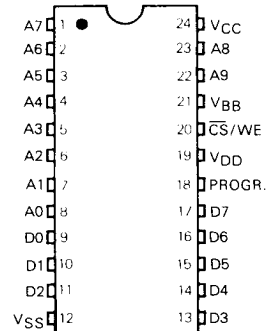 A7 1 24 VCC
A6 2 23 A8
A5 3 22 A9
A4 4 21 VBB
A3 5 20 C̅S̅/WE
A2 6 19 VDD
A1 7 18 PROGR.
A0 8 17 D7
D0 9 16 D6
D1 10 15 D5
D2 11 14 D4
VSS 12 13 D3